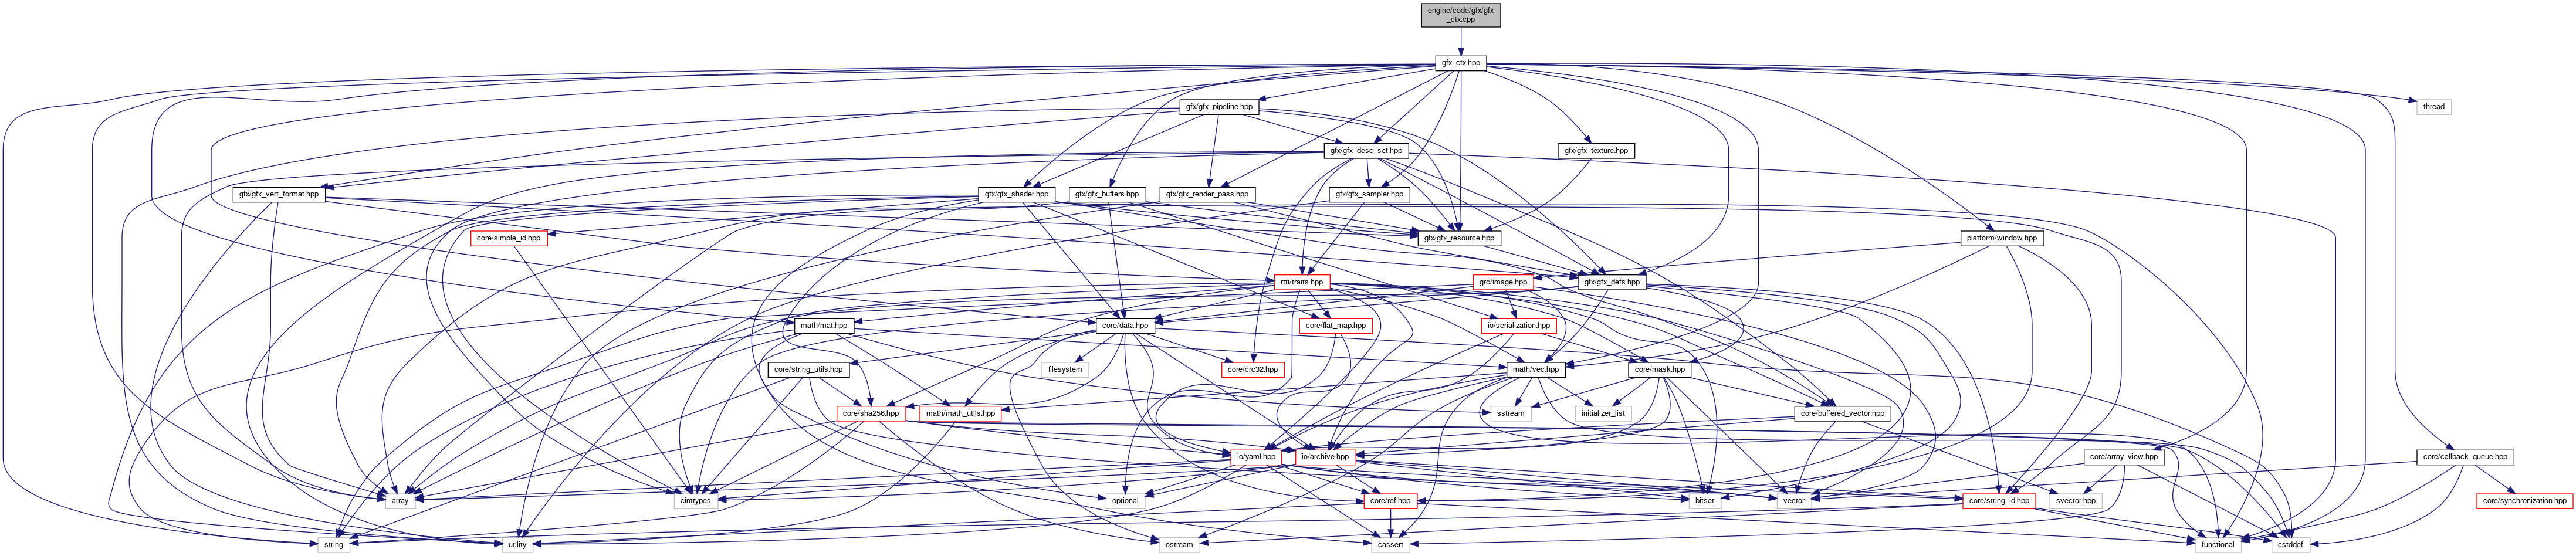 engine/code/gfx/gfx
_ctx.cpp
gfx_ctx.hpp
gfx/gfx_pipeline.hpp
thread
gfx/gfx_desc_set.hpp
gfx/gfx_texture.hpp
gfx/gfx_vert_format.hpp
gfx/gfx_shader.hpp
gfx/gfx_buffers.hpp
gfx/gfx_render_pass.hpp
gfx/gfx_sampler.hpp
core/simple_id.hpp
gfx/gfx_resource.hpp
platform/window.hpp
rtti/traits.hpp
grc/image.hpp
gfx/gfx_defs.hpp
math/mat.hpp
core/data.hpp
core/flat_map.hpp
io/serialization.hpp
core/string_utils.hpp
filesystem
core/crc32.hpp
math/vec.hpp
core/mask.hpp
core/sha256.hpp
math/math_utils.hpp
sstream
initializer_list
core/buffered_vector.hpp
io/yaml.hpp
io/archive.hpp
core/array_view.hpp
core/callback_queue.hpp
array
cinttypes
optional
core/ref.hpp
bitset
vector
core/string_id.hpp
svector.hpp
core/synchronization.hpp
string
utility
ostream
cassert
functional
cstddef